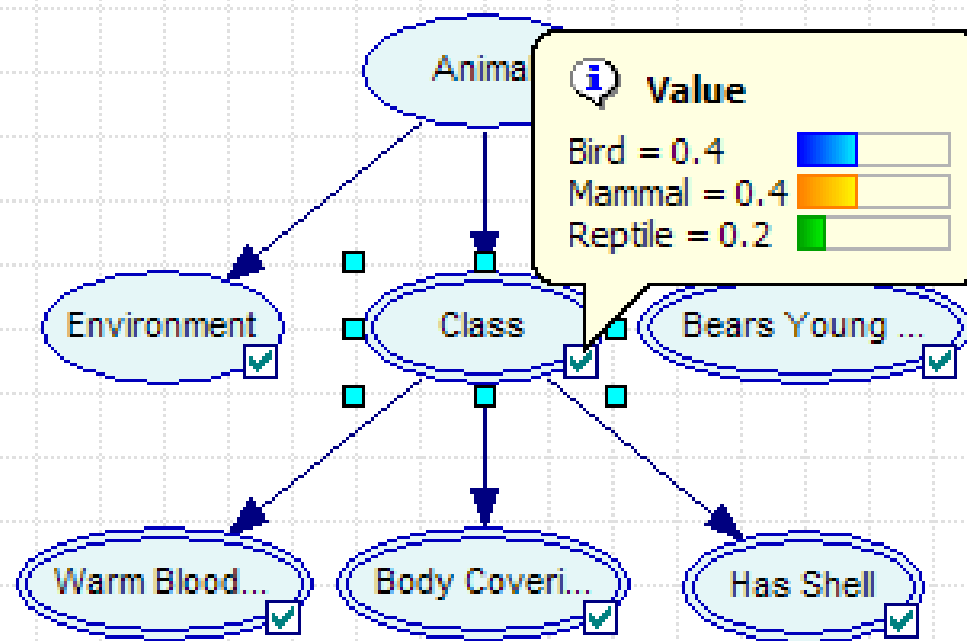 Animal
Value
Bird = 0.4
Mammal = 0.4
Reptile = 0.2
Environment
Class
Bears Young ...
Warm Blood...
Body Coveri...
Has Shell